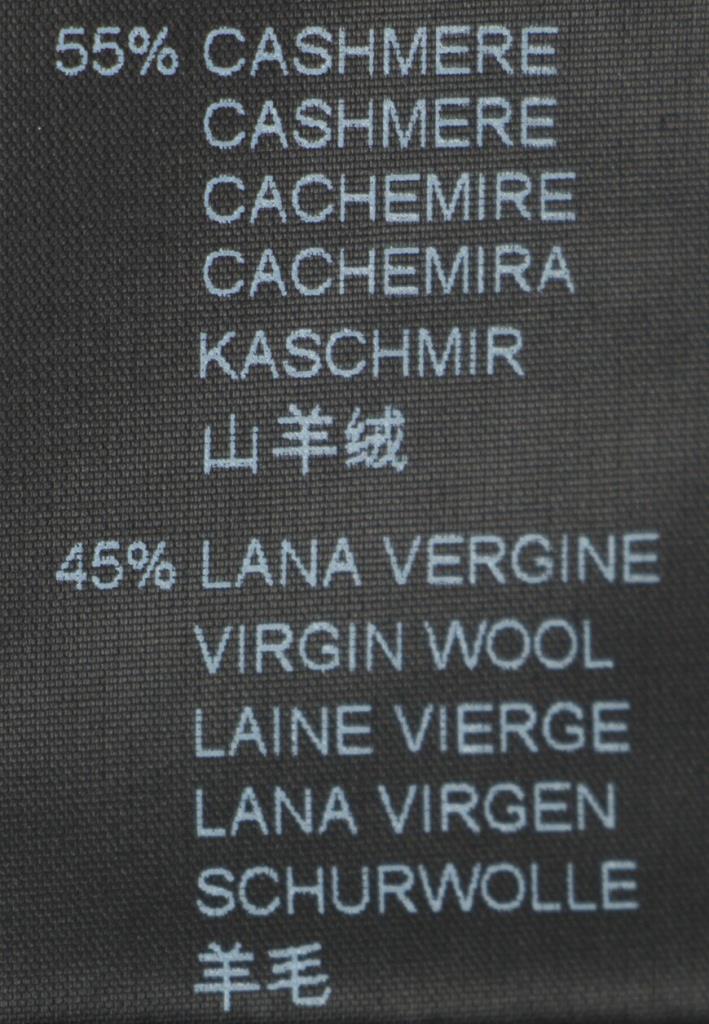 55% CASHMERE
CASHMERE
CACHEMIRE
CACHEMIRA
KASCHMIR
山羊绒
45% LANA VERGINE
VIRGIN WOOL
LAINE VIERGE
LANA VIRGEN
SCHURWOLLE
羊毛